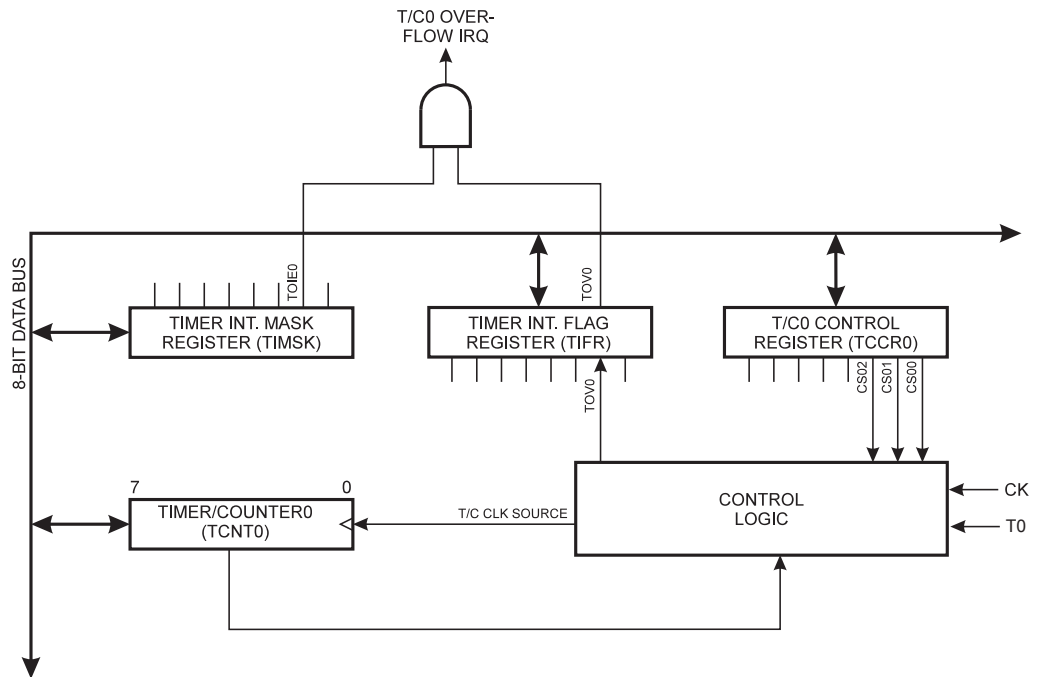 T/C0 OVER-
FLOW IRQ
8-BIT DATA BUS
TOIE0
TOV0
TIMER INT. MASK
REGISTER (TIMSK)
TIMER INT. FLAG
REGISTER (TIFR)
T/C0 CONTROL
REGISTER (TCCR0)
TOV0
CS02
CS01
CS00
7
0
TIMER/COUNTER0
(TCNT0)
T/C CLK SOURCE
CONTROL
LOGIC
CK
T0